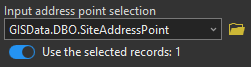 Input address point selection
GISData.DBO.SiteAddressPoint
Use the selected records: 1